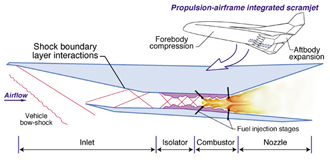 Propulsion-airframe integrated scramjet
Forebody
compression
Aftbody
expansion
Shock boundary
layer interactions
Airflow
Vehicle
bow-shock
Fuel injection stages
Inlet
Isolator
Combustor
Nozzle